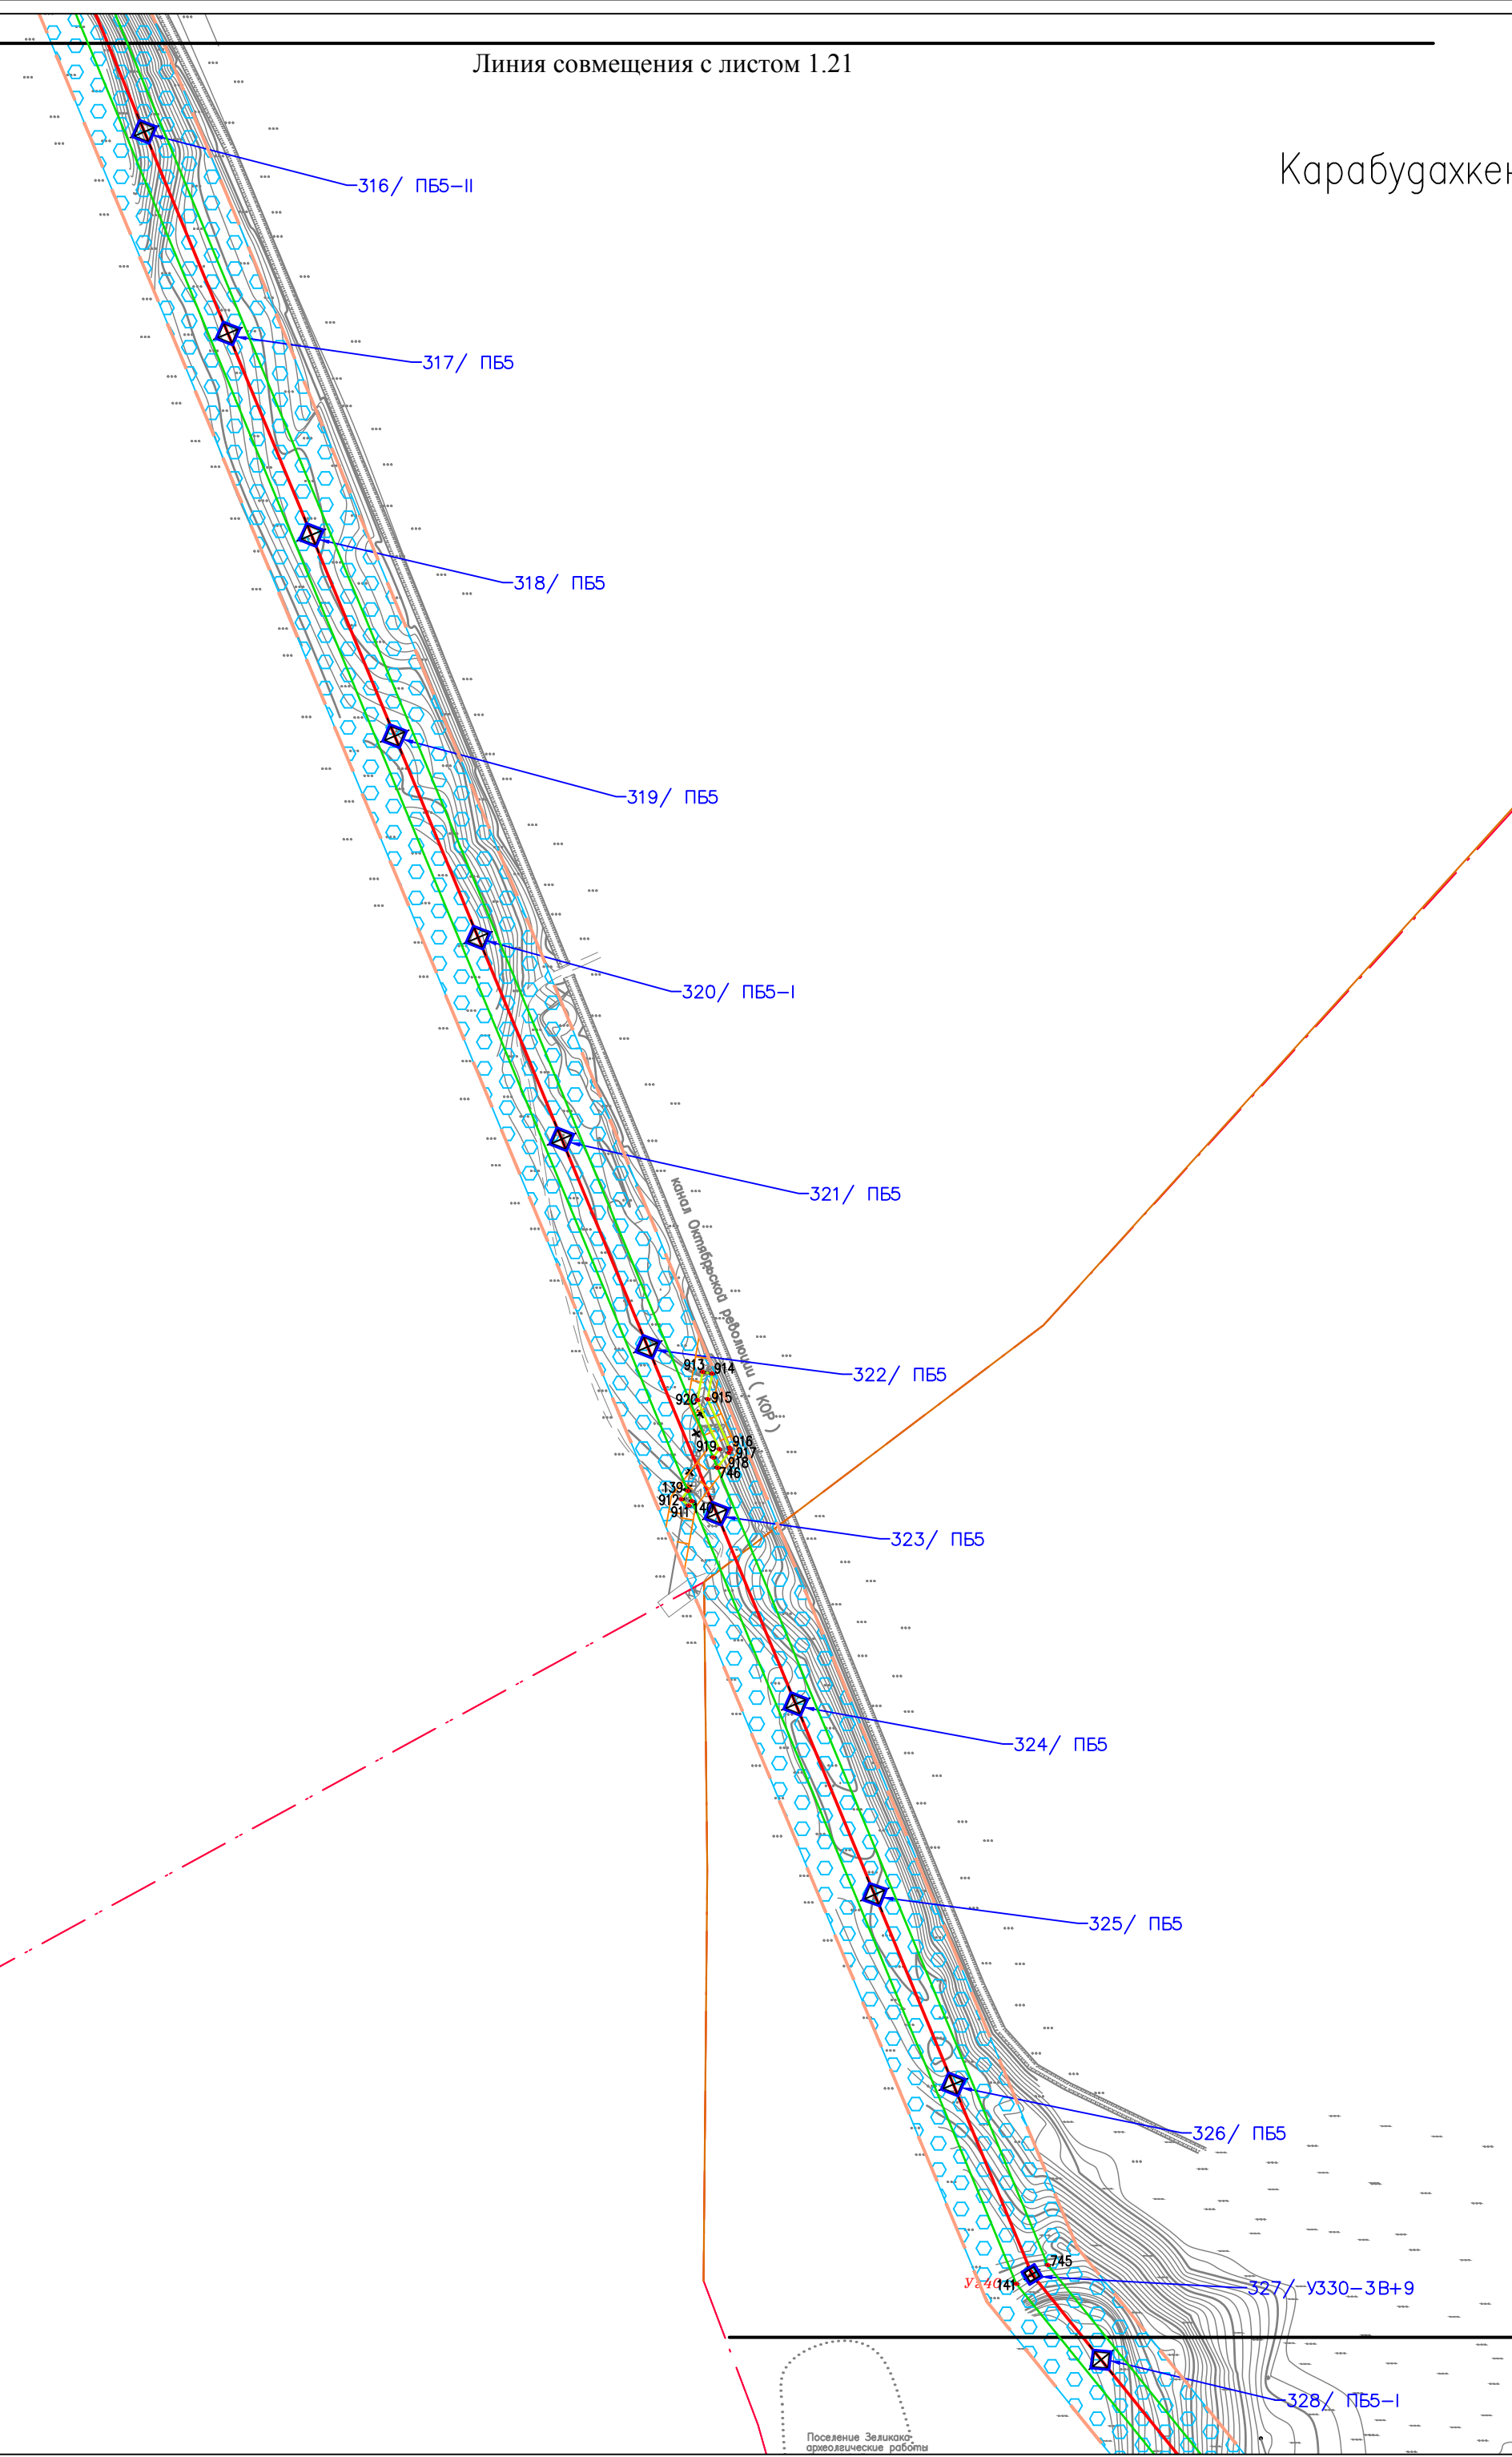 Линия совмещения с листом 1.21
Карабудахкен
316/ ПБ5-II
317/ ПБ5
318/ ПБ5
319/ ПБ5
320/ ПБ5-I
321/ ПБ5
канал Октябрьской революции ( КОР )
322/ ПБ5
913
914
920
915
916
919
917
918
746
139
912
140
911
323/ ПБ5
324/ ПБ5
325/ ПБ5
326/ ПБ5
745
141
327/ У330-3В+9
328/ ПБ5-I
Поселение Зеликака-
археолгические работы